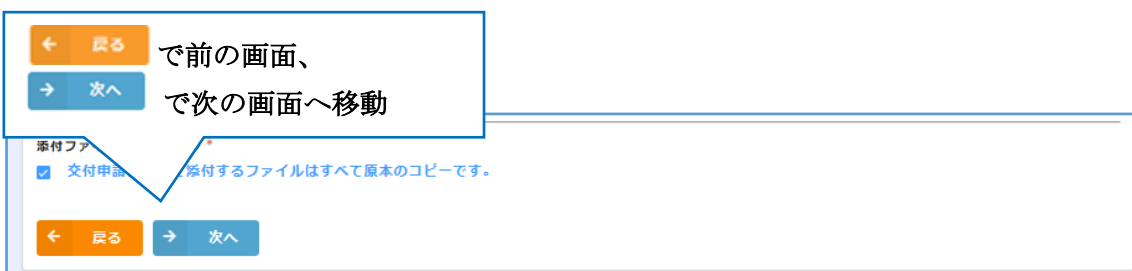 ← 戻る で前の画面、
→ 次へ で次の画面へ移動
添付ファ *
☑ 交付申請 添付するファイルはすべて原本のコピーです。
← 戻る → 次へ